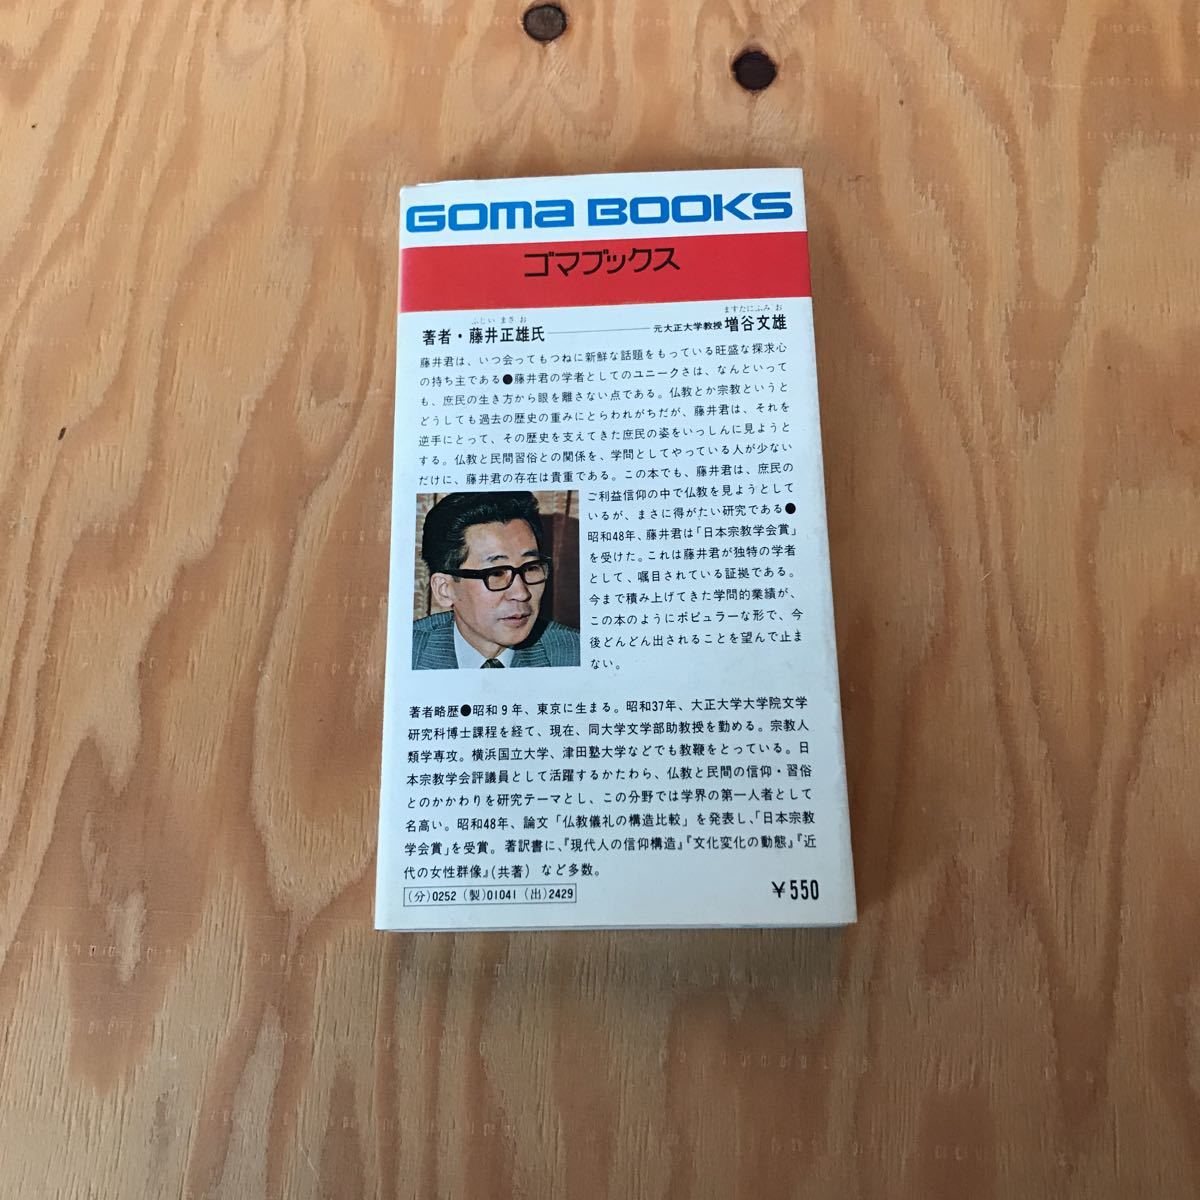 GOMA BOOKS
ゴマブックス
ふじい まさ お
著者・藤井正雄氏
ますたにふみ お
元大正大学教授 増谷文雄
藤井君は、いつ会ってもつねに新鮮な話題をもっている旺盛な探求心
の持ち主である●藤井君の学者としてのユニークさは、なんといって
も、庶民の生き方から眼を離さない点である。仏教とか宗教というと
どうしても過去の歴史の重みにとらわれがちだが、藤井君は、それを
逆手にとって、その歴史を支えてきた庶民の姿をいっしんに見ようと
する。仏教と民間習俗との関係を、学問としてやっている人が少ない
だけに、藤井君の存在は貴重である。この本でも、藤井君は、庶民の
ご利益信仰の中で仏教を見ようとして
いるが、まさに得がたい研究である●
昭和48年、藤井君は「日本宗教学会賞」
を受けた。これは藤井君が独特の学者
として、嘱目されている証拠である。
今まで積み上げてきた学問的業績が、
この本のようにポピュラーな形で、今
後どんどん出されることを望んで止ま
ない。
著者略歴●昭和9年、東京に生まる。昭和37年、大正大学大学院文学
研究科博士課程を経て、現在、同大学文学部助教授を勤める。宗教人
類学専攻。横浜国立大学、津田塾大学などでも教鞭をとっている。日
本宗教学会評議員として活躍するかたわら、仏教と民間の信仰・習俗
とのかかわりを研究テーマとし、この分野では学界の第一人者として
名高い。昭和48年、論文「仏教儀礼の構造比較」を発表し、「日本宗教
学会賞」を受賞。著訳書に、『現代人の信仰構造』『文化変化の動態』『近
代の女性群像』(共著) など多数。
(分)0252 (製)01041 (出)2429
¥550